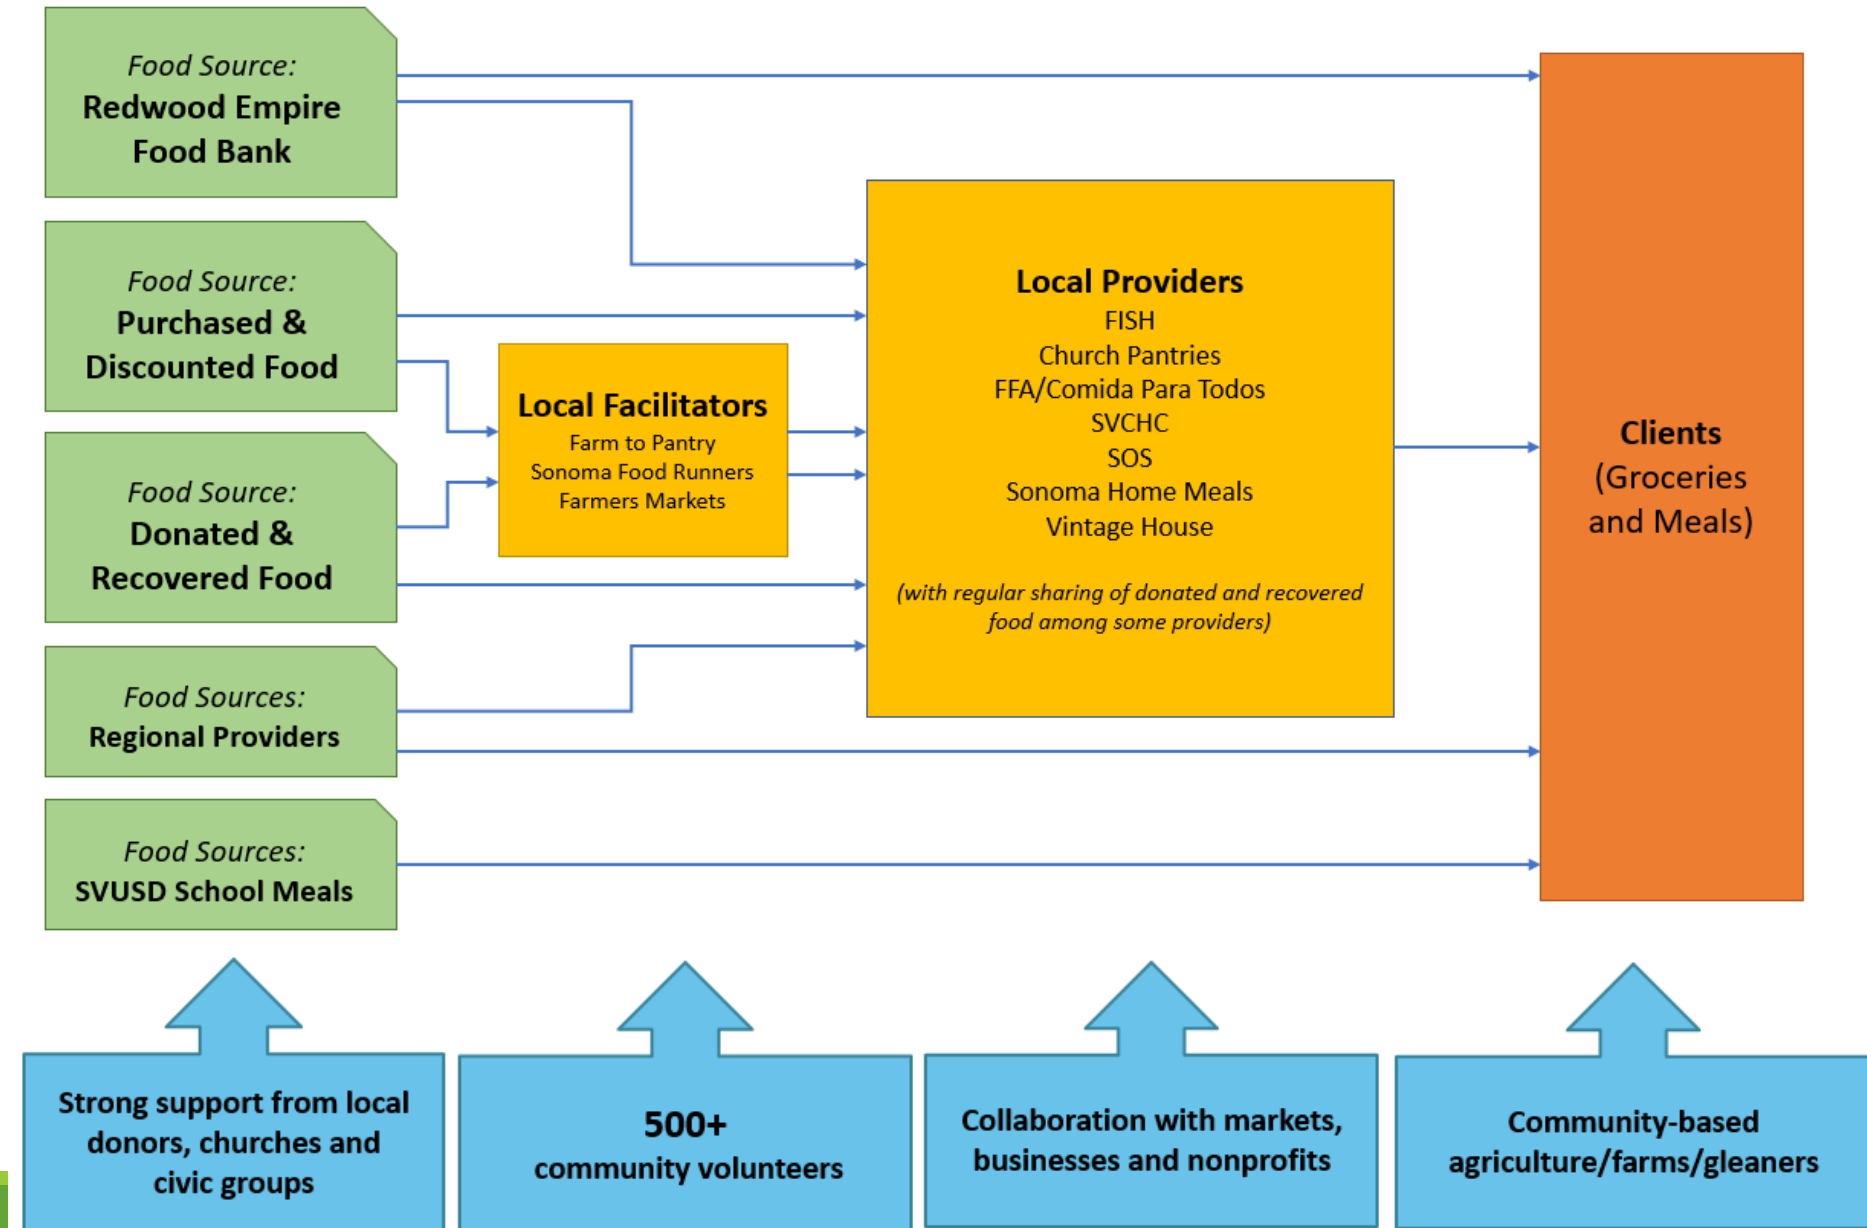 Food Source:
Redwood Empire
Food Bank
Food Source:
Purchased &
Discounted Food
Food Source:
Donated &
Recovered Food
Food Sources:
Regional Providers
Food Sources:
SVUSD School Meals
Local Facilitators
Farm to Pantry
Sonoma Food Runners
Farmers Markets
Local Providers
FISH
Church Pantries
FFA/Comida Para Todos
SVCHC
SOS
Sonoma Home Meals
Vintage House
(with regular sharing of donated and recovered
food among some providers)
Clients
(Groceries
and Meals)
Strong support from local
donors, churches and
civic groups
500+
community volunteers
Collaboration with markets,
businesses and nonprofits
Community-based
agriculture/farms/gleaners